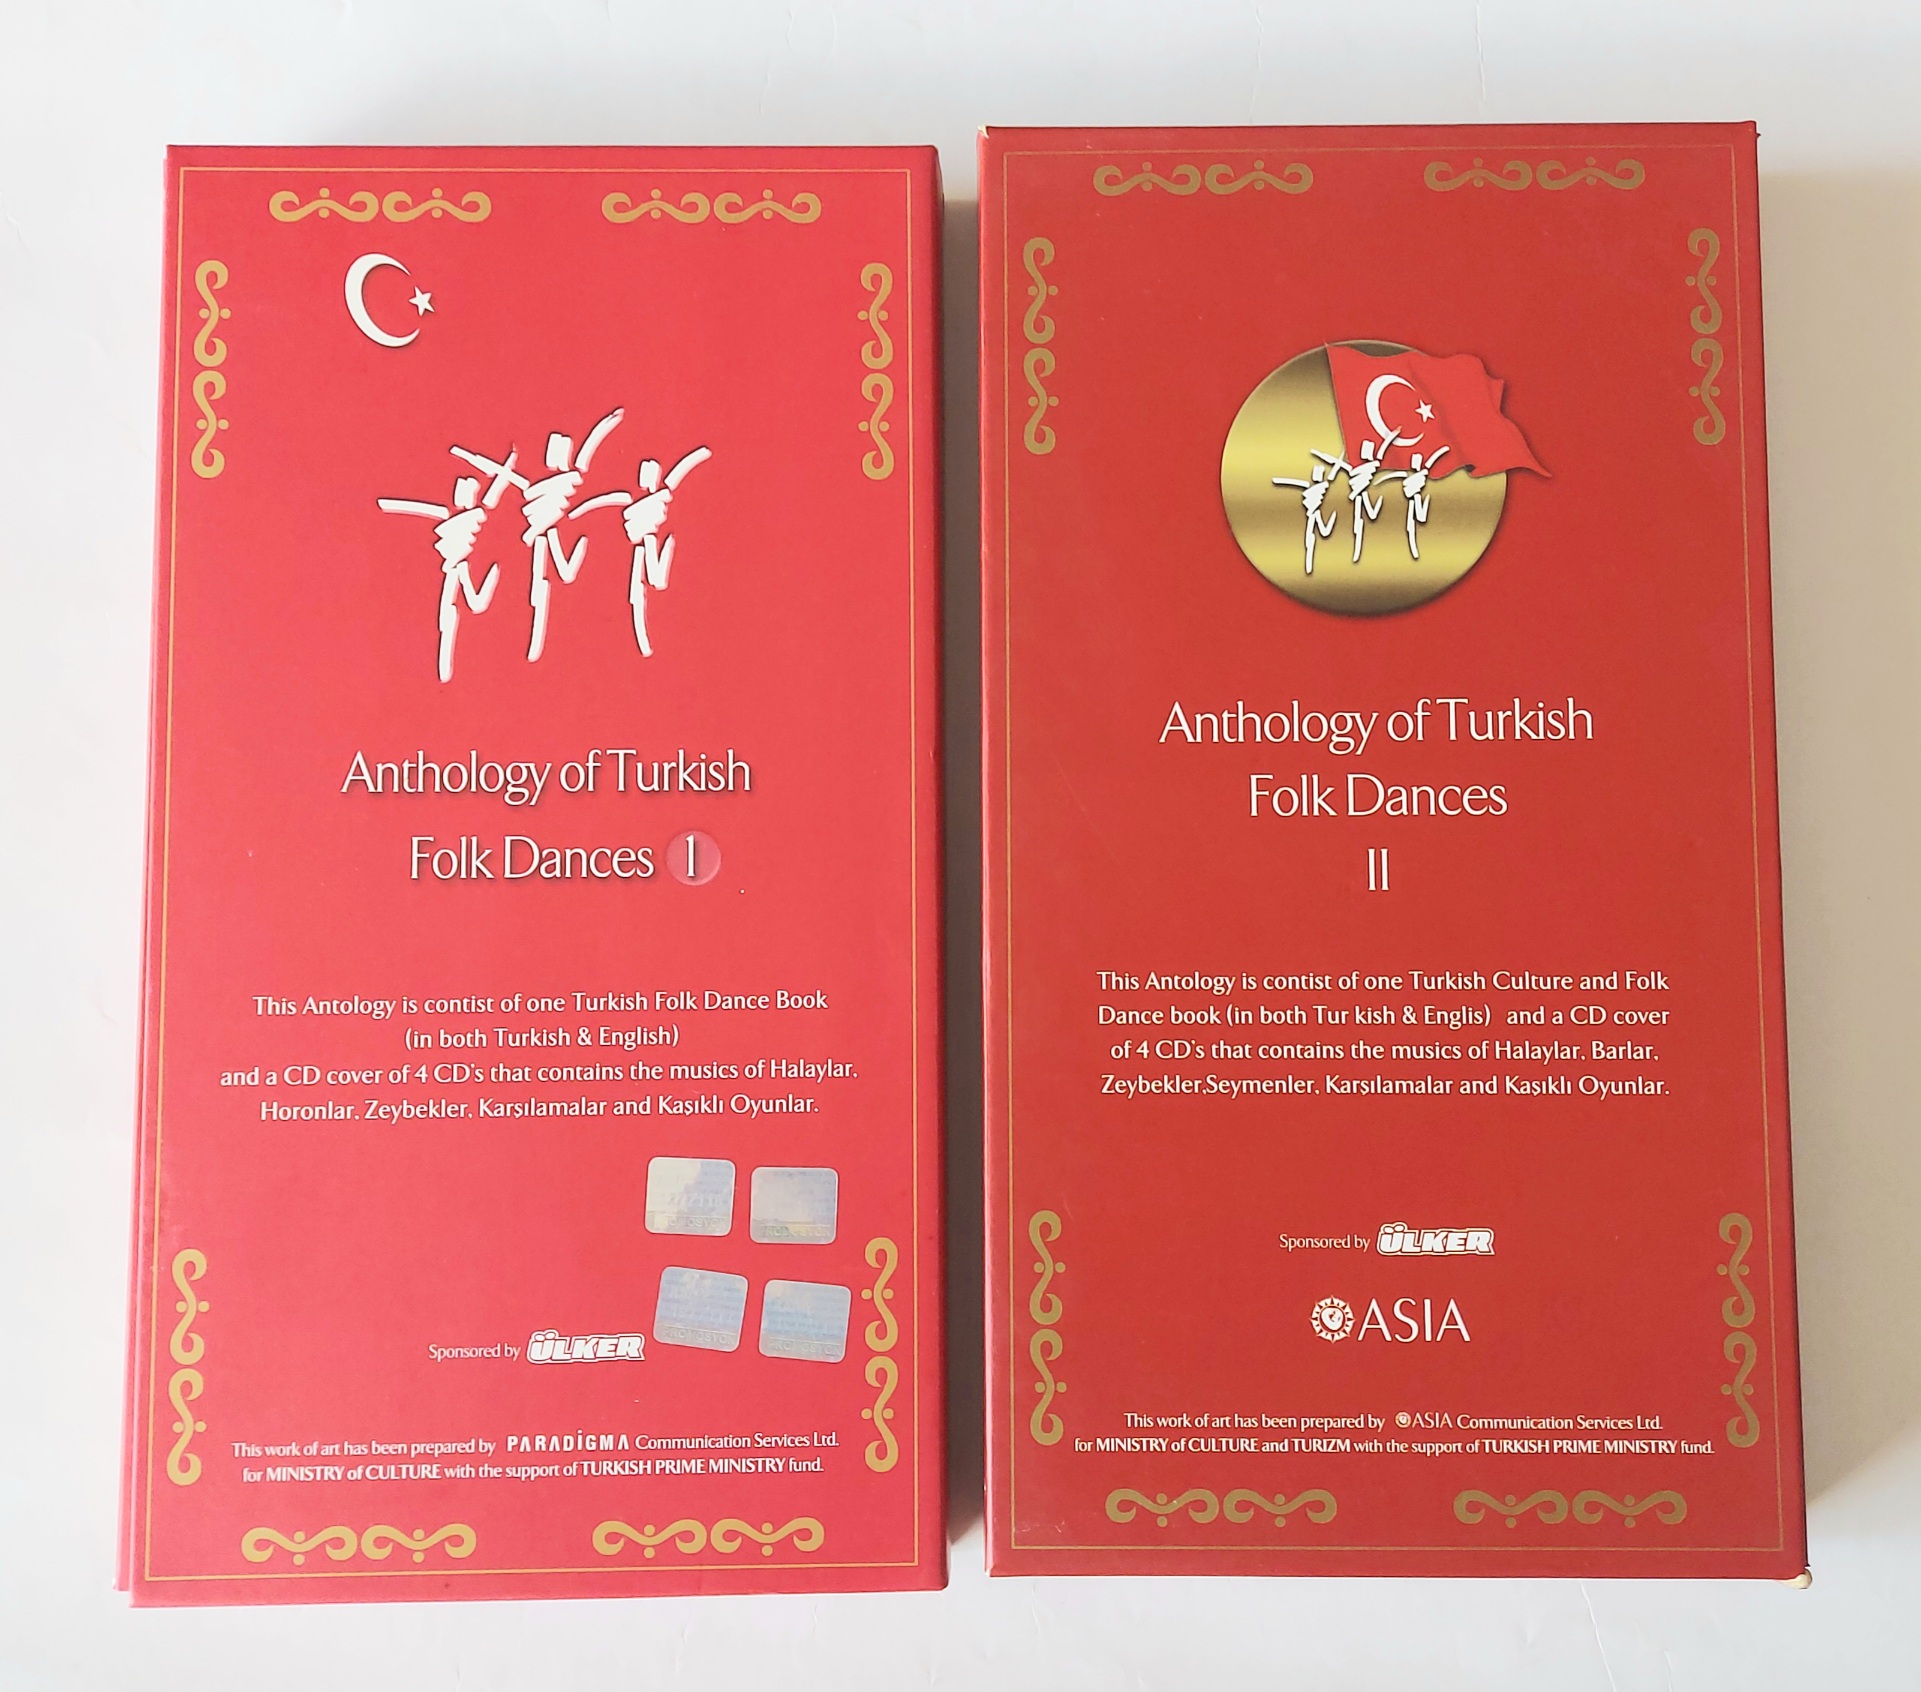 Anthology of Turkish
Folk Dances 1
This Antology is contist of one Turkish Folk Dance Book
(in both Turkish & English)
and a CD cover of 4 CD's that contains the musics of Halaylar,
Horonlar, Zeybekler, Karşılamalar and Kaşıklı Oyunlar.
Sponsored by ÜLKER
This work of art has been prepared by PARADİGMA Communication Services Ltd.
for MINISTRY of CULTURE with the support of TURKISH PRIME MINISTRY fund.
Anthology of Turkish
Folk Dances
II
This Antology is contist of one Turkish Culture and Folk
Dance book (in both Tur kish & Englis) and a CD cover
of 4 CD's that contains the musics of Halaylar, Barlar,
Zeybekler,Seymenler, Karşılamalar and Kaşıklı Oyunlar.
Sponsored by ÜLKER
ASIA
This work of art has been prepared by ASIA Communication Services Ltd.
for MINISTRY of CULTURE and TURIZM with the support of TURKISH PRIME MINISTRY fund.